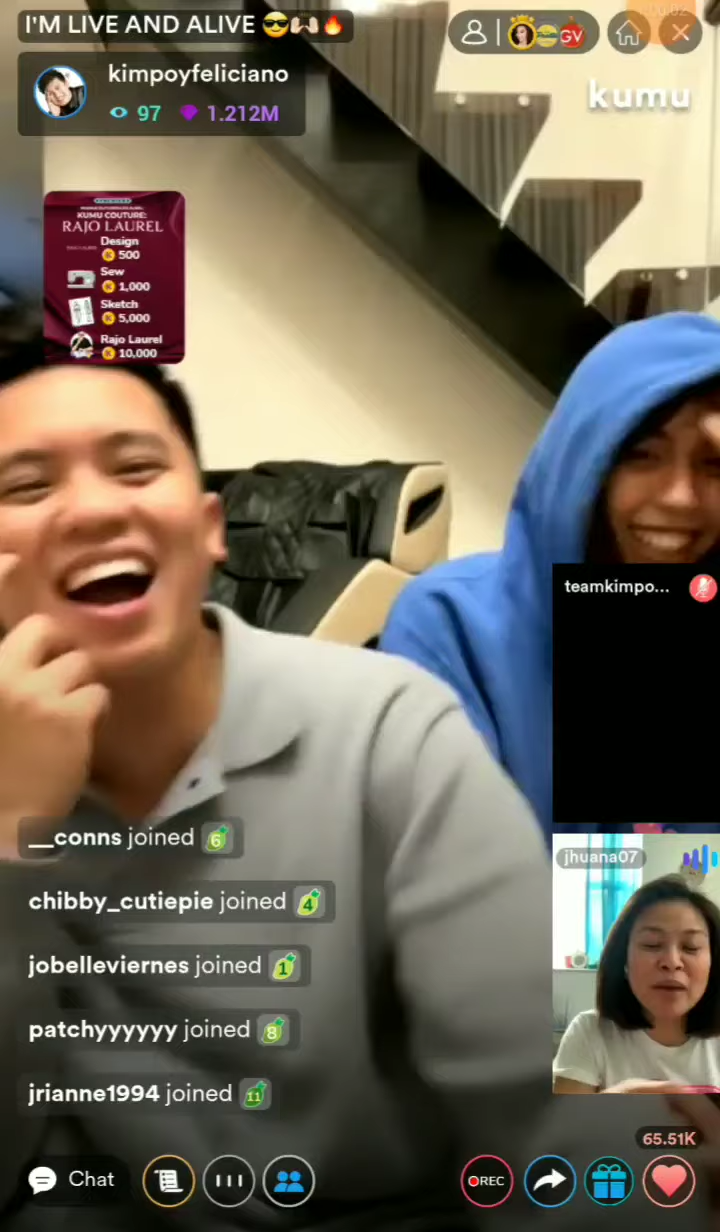 I'M LIVE AND ALIVE 😎🙌🏻🔥
GV
kimpoyfeliciano
97 1.212M
kumu
KUMU COUTURE:
RAJO LAUREL
Design
K 500
Sew
K 1,000
Sketch
K 5,000
Rajo Laurel
K 10,000
teamkimpo...
__conns joined 6
jhuana07
chibby_cutiepie joined 4
jobelleviernes joined 1
patchyyyyyy joined 8
jrianne1994 joined 11
65.51K
Chat
REC